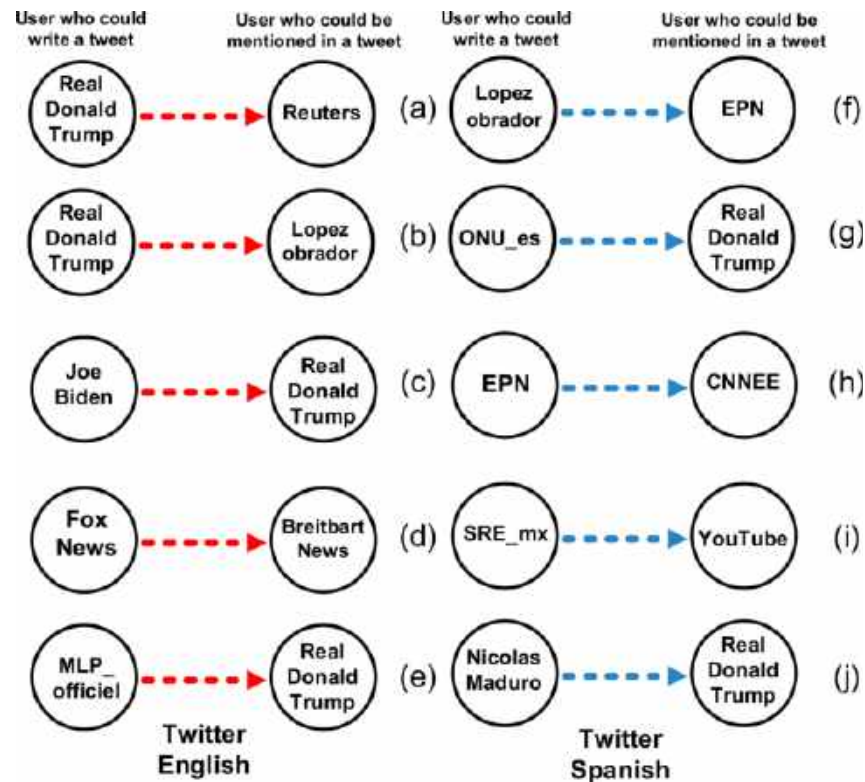 User who could
write a tweet
User who could be
mentioned in a tweet
User who could
write a tweet
User who could be
mentioned in a tweet
Real
Donald
Trump
Reuters
(a)
Lopez
obrador
EPN
(f)
Real
Donald
Trump
Lopez
obrador
(b)
ONU_es
Real
Donald
Trump
(g)
Joe
Biden
Real
Donald
Trump
(c)
EPN
CNNEE
(h)
Fox
News
Breitbart
News
(d)
SRE_mx
YouTube
(i)
MLP_
officiel
Real
Donald
Trump
(e)
Nicolas
Maduro
Real
Donald
Trump
(j)
Twitter
English
Twitter
Spanish